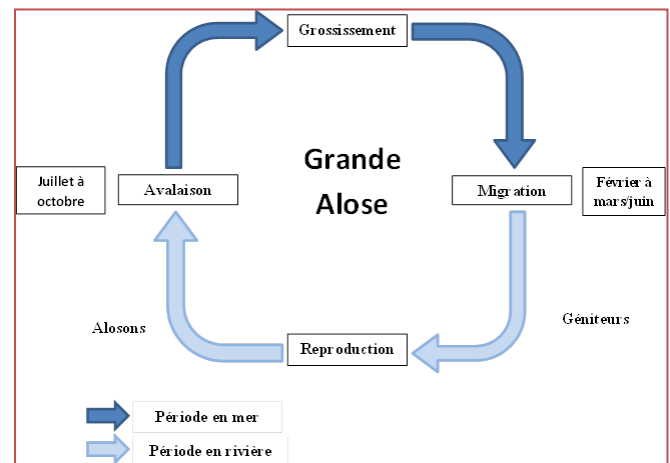 Grossissement
Grande
Alose
Juillet à
octobre
Avalaison
Migration
Février à
mars/juin
Alosons
Géniteurs
Reproduction
Période en mer
Période en rivière